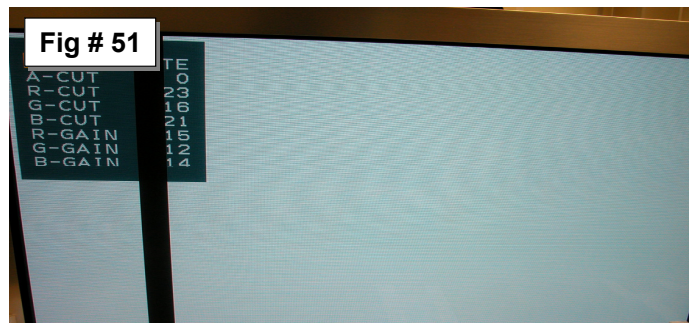 Fig # 51
TE
A-CUT 0
R-CUT 23
G-CUT 16
B-CUT 21
R-GAIN 15
G-GAIN 12
B-GAIN 14